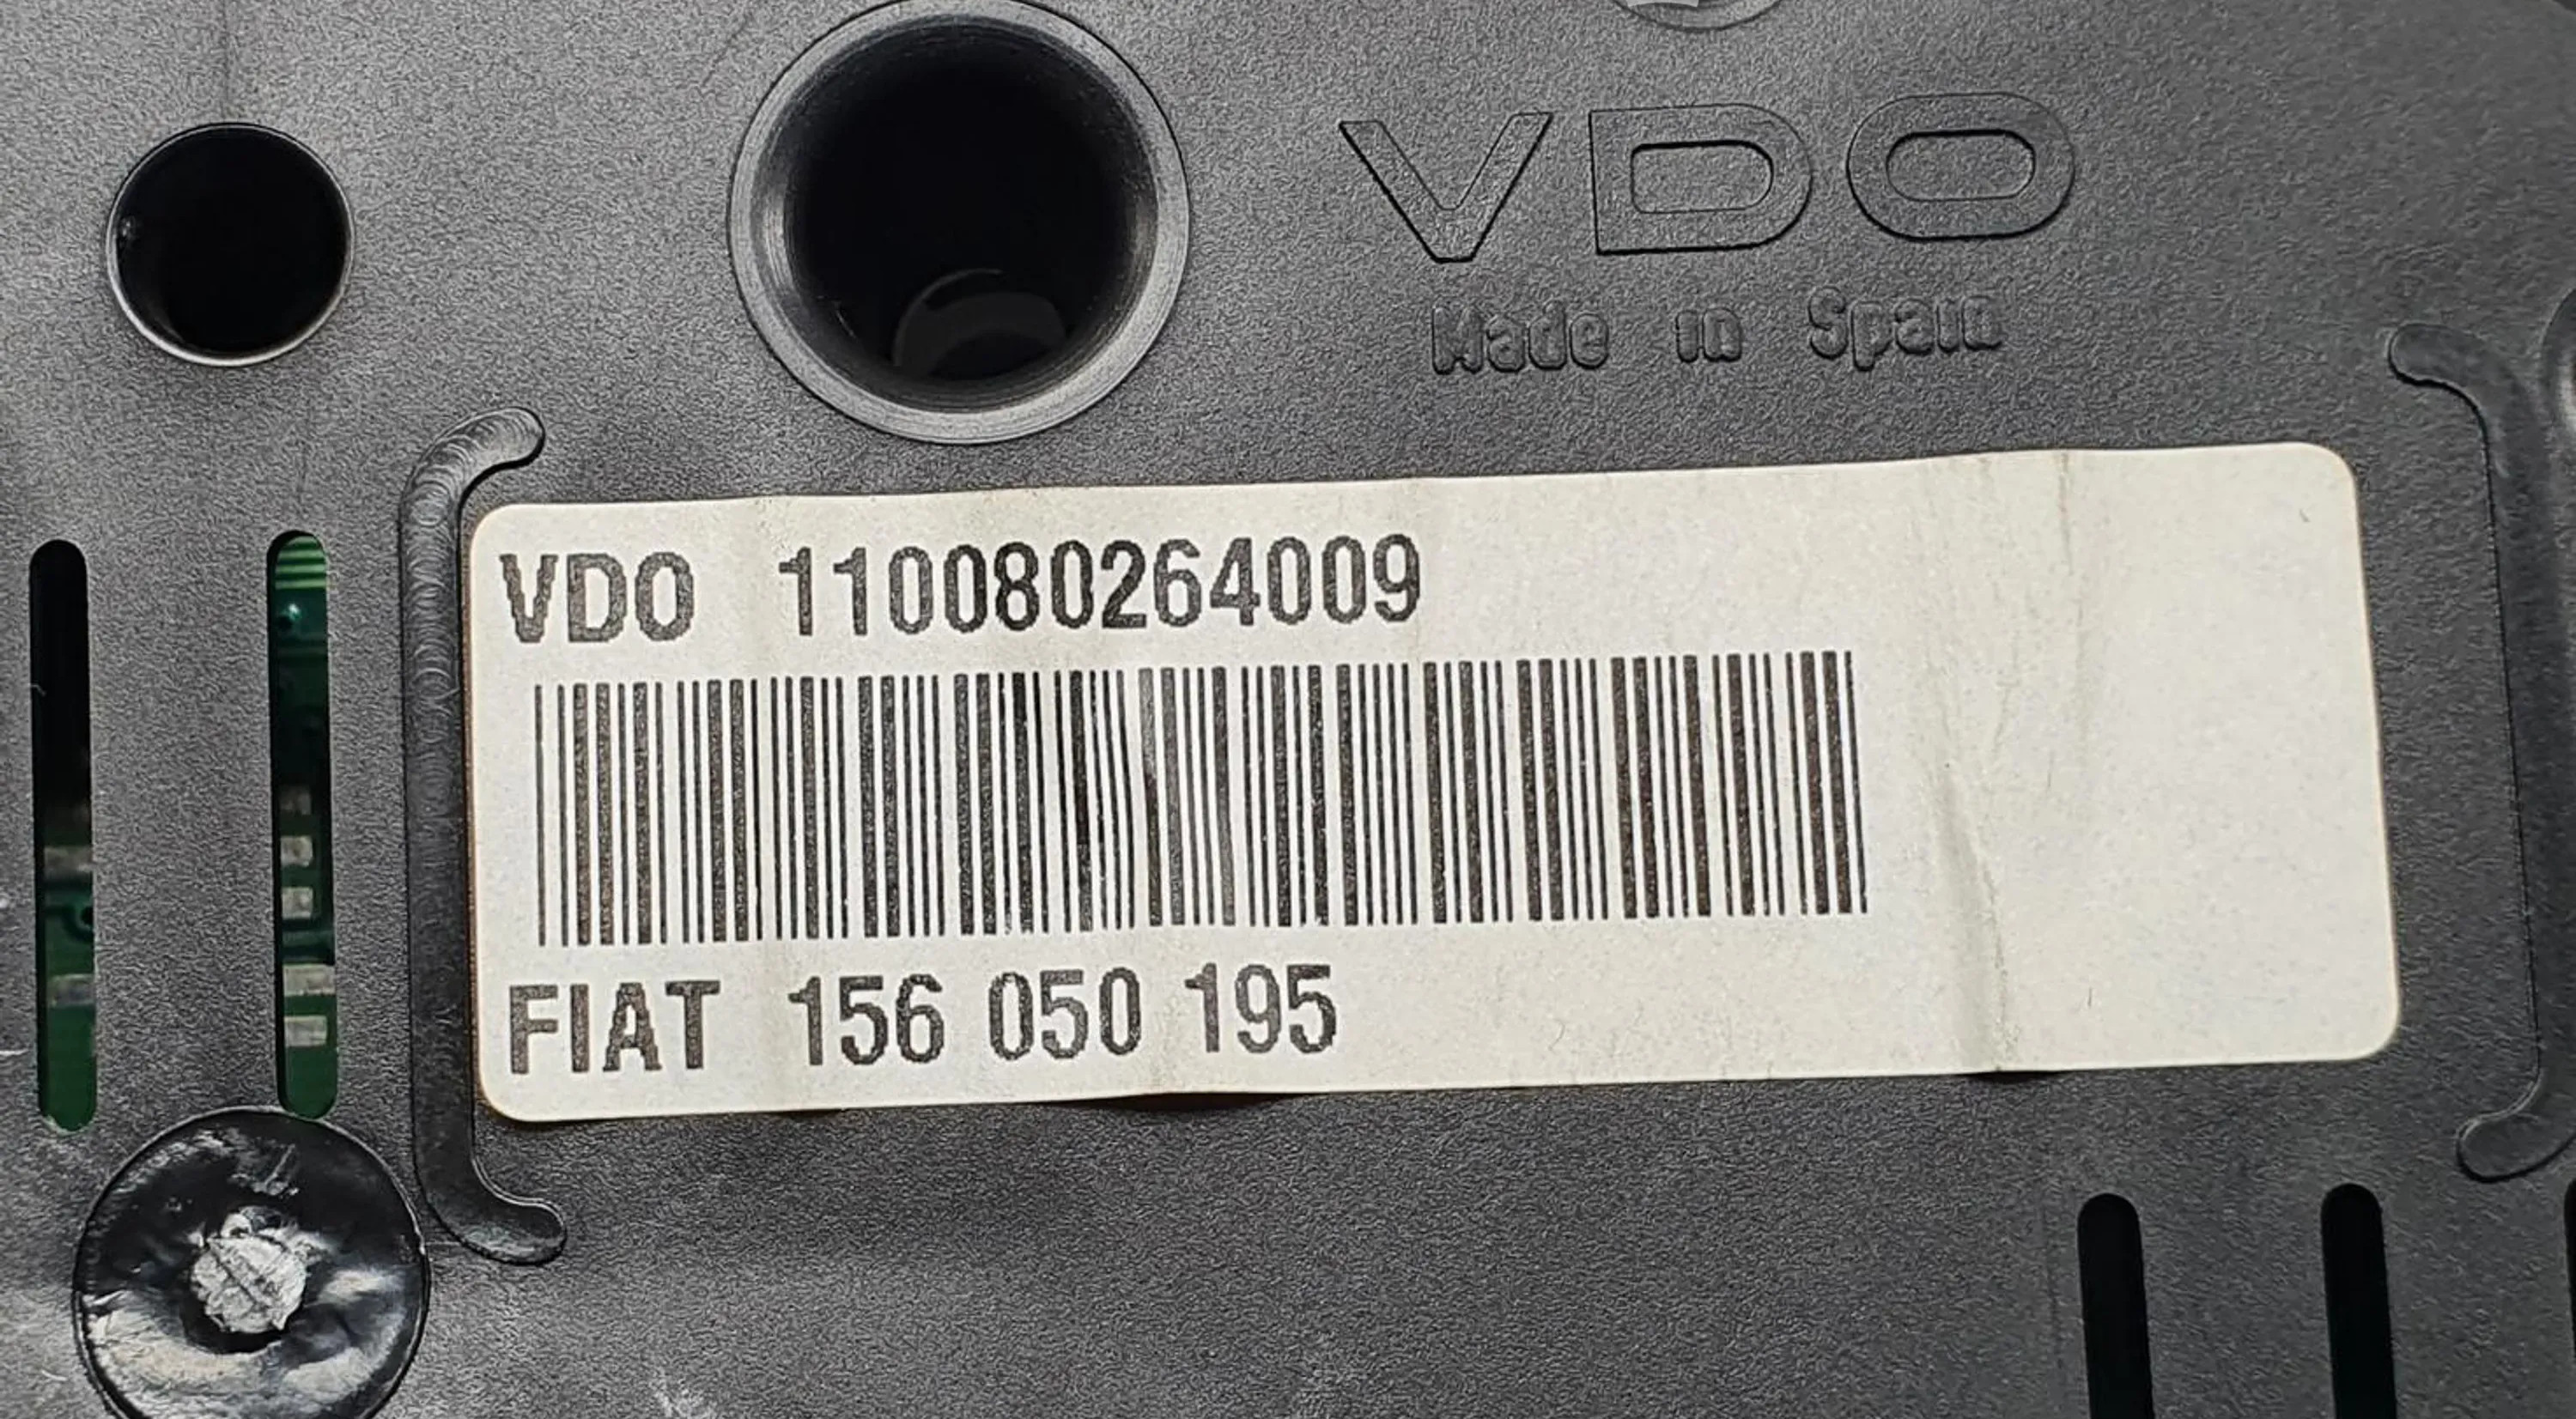 VDO
Made in Spain
VDO 110080264009
FIAT 156 050 195